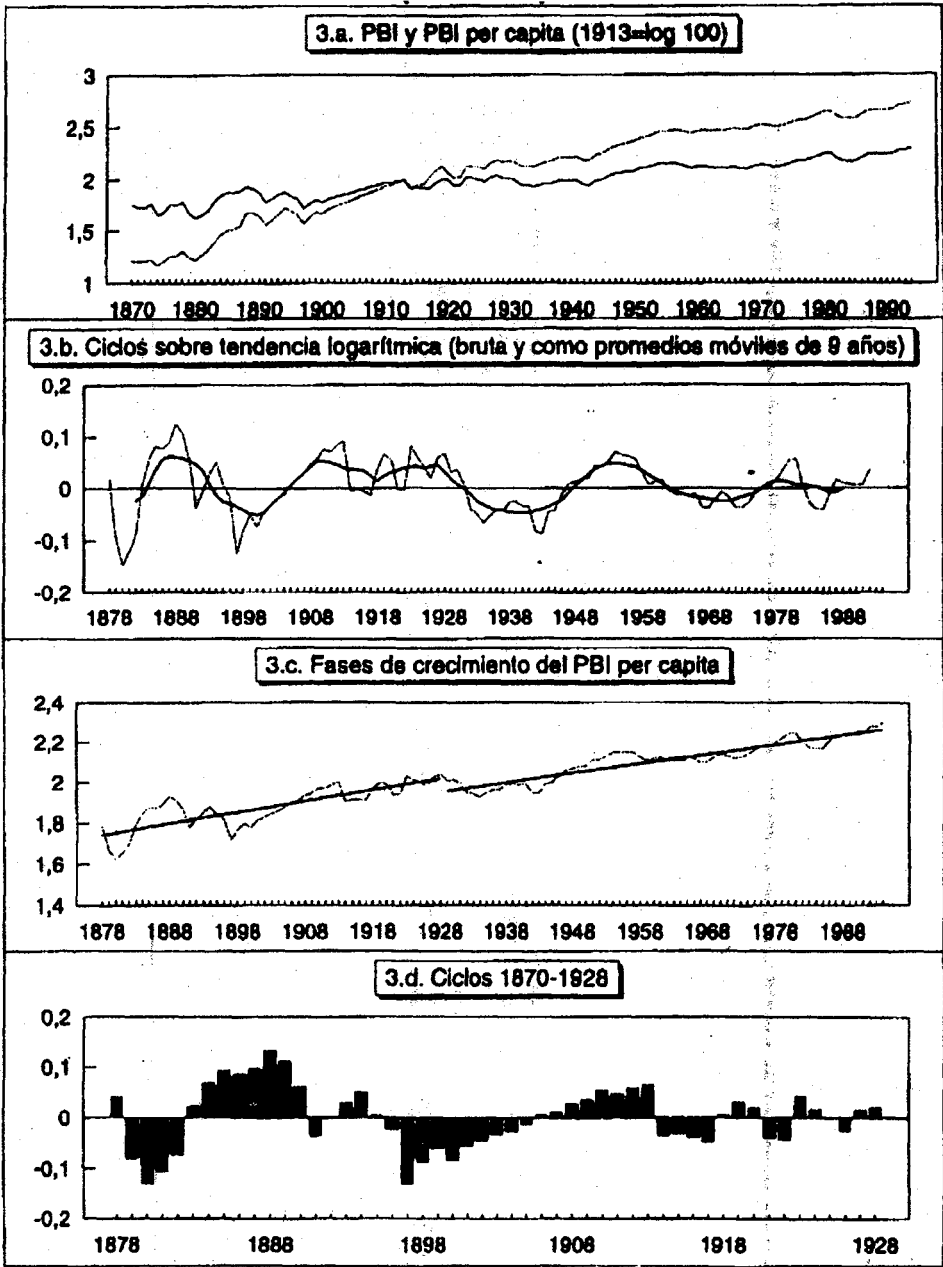 3.a. PBI y PBI per capita (1913=log 100)
3
2,5
2
1,5
1
1870 1880 1890 1900 1910 1920 1930 1940 1950 1960 1970 1980 1990
3.b. Ciclos sobre tendencia logarítmica (bruta y como promedios móviles de 9 años)
0,2
0,1
0
-0,1
-0,2
1878 1888 1898 1908 1918 1928 1938 1948 1958 1968 1978 1988
3.c. Fases de crecimiento del PBI per capita
2,4
2,2
2
1,8
1,6
1,4
1878 1888 1898 1908 1918 1928 1938 1948 1958 1968 1978 1988
3.d. Ciclos 1870-1928
0,2
0,1
0
-0,1
-0,2
1878 1888 1898 1908 1918 1928